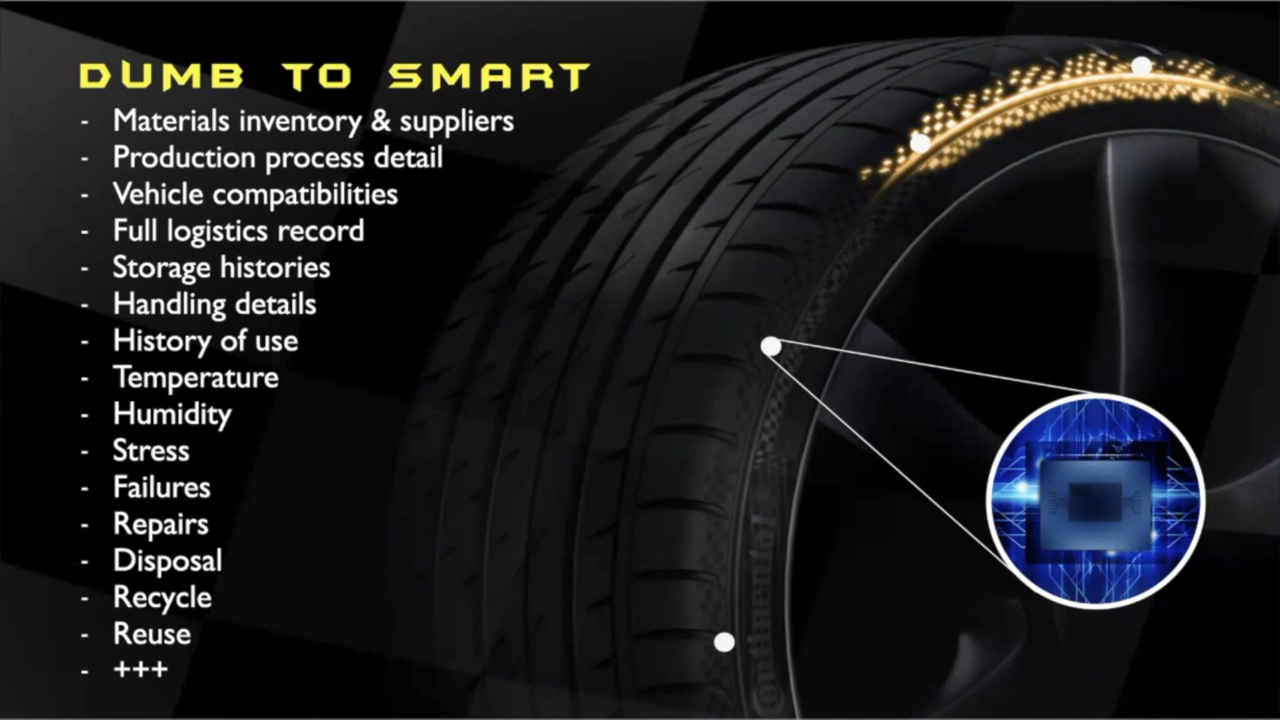 DUMB TO SMART
- Materials inventory & suppliers
- Production process detail
- Vehicle compatibilities
- Full logistics record
- Storage histories
- Handling details
- History of use
- Temperature
- Humidity
- Stress
- Failures
- Repairs
- Disposal
- Recycle
- Reuse
- +++
Continental